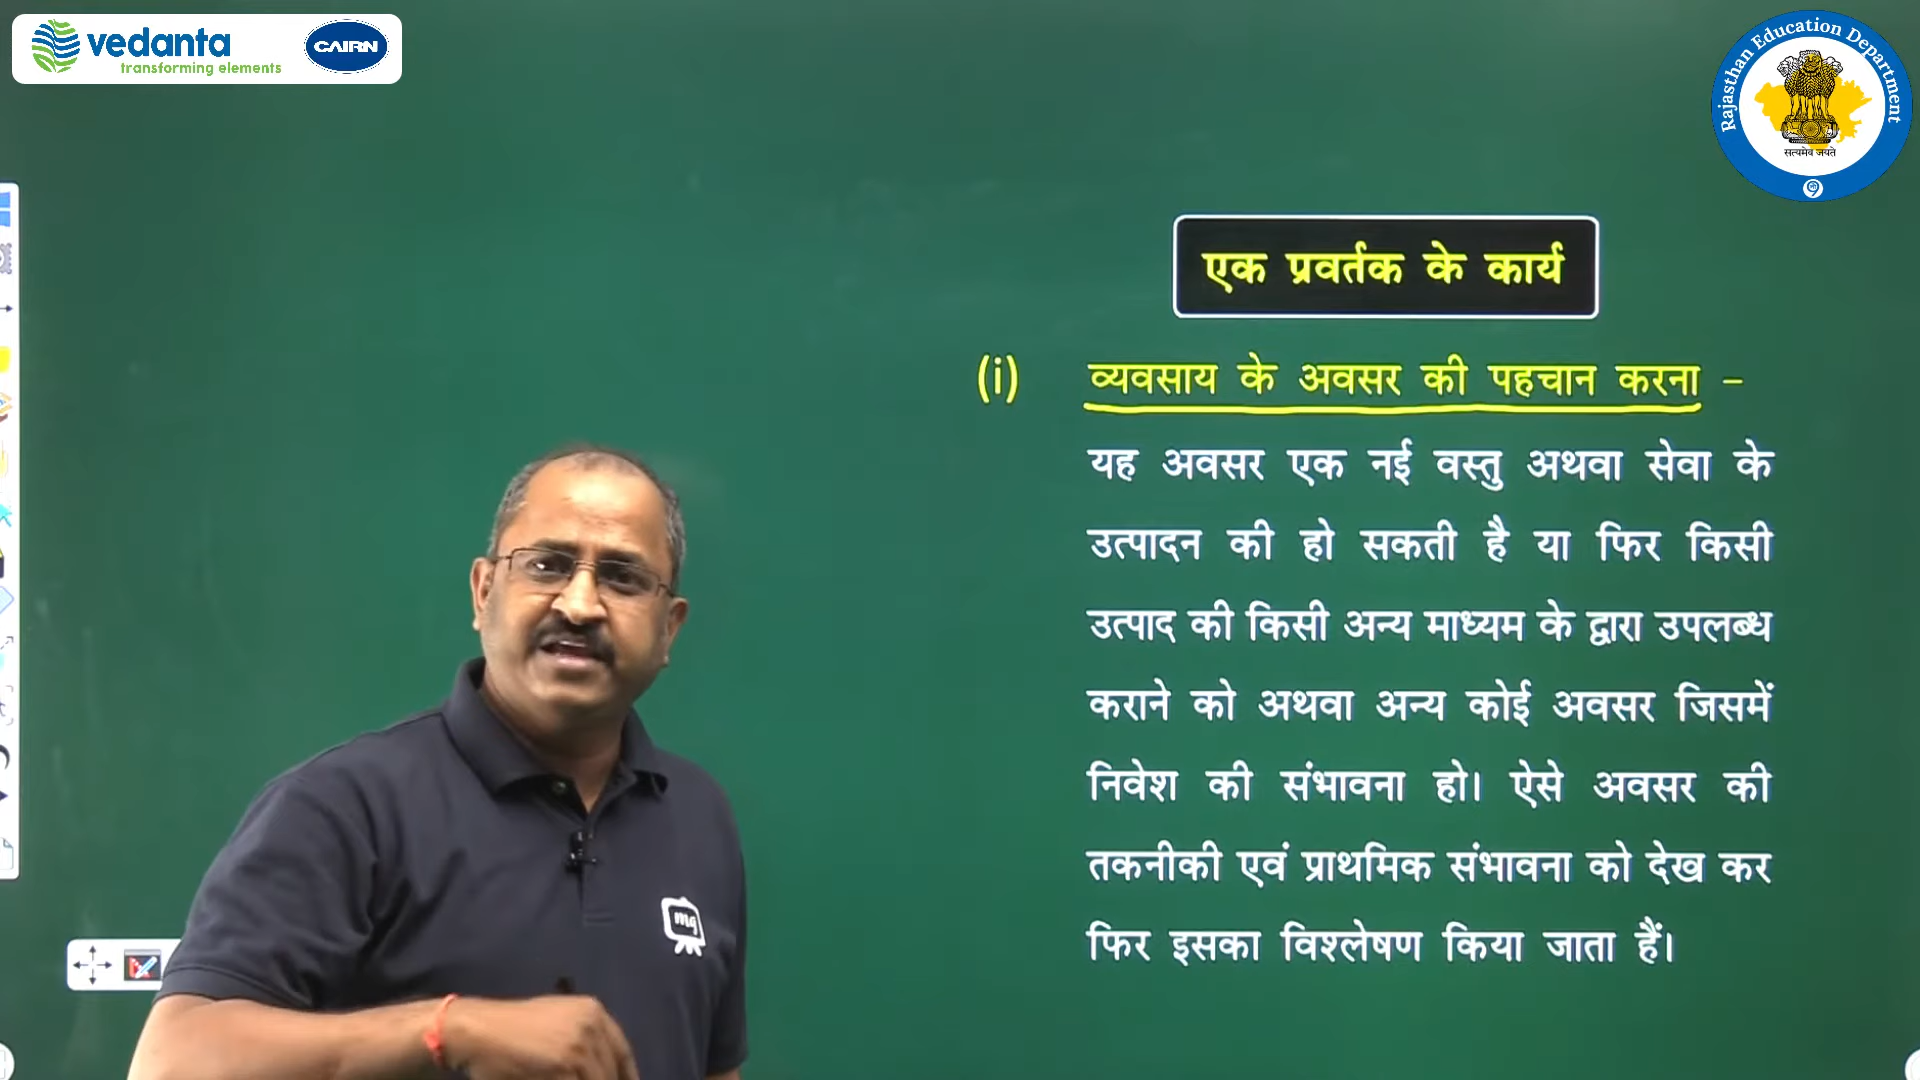 vedanta
transforming elements
CAIRN
Rajasthan Education Department
सत्यमेव जयते
एक प्रवर्तक के कार्य
(i) व्यवसाय के अवसर की पहचान करना –
यह अवसर एक नई वस्तु अथवा सेवा के
उत्पादन की हो सकती है या फिर किसी
उत्पाद की किसी अन्य माध्यम के द्वारा उपलब्ध
कराने को अथवा अन्य कोई अवसर जिसमें
निवेश की संभावना हो। ऐसे अवसर की
तकनीकी एवं प्राथमिक संभावना को देख कर
फिर इसका विश्लेषण किया जाता हैं।
mg